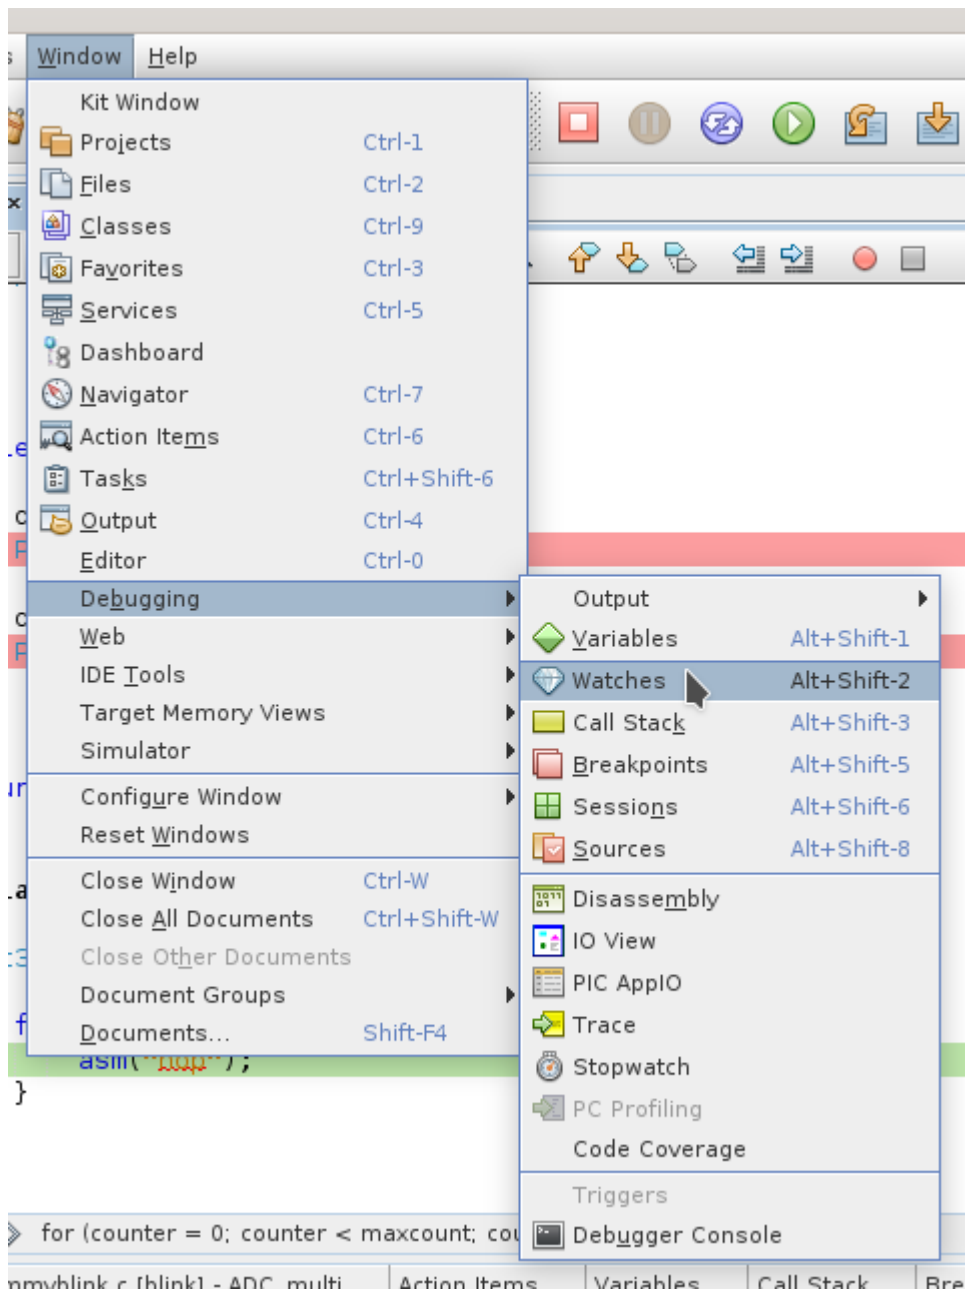 Window Help
Kit Window
Projects Ctrl-1
Files Ctrl-2
Classes Ctrl-9
Favorites Ctrl-3
Services Ctrl-5
Dashboard
Navigator Ctrl-7
Action Items Ctrl-6
Tasks Ctrl+Shift-6
Output Ctrl-4
Editor Ctrl-0
Debugging
Web
IDE Tools
Target Memory Views
Simulator
Configure Window
Reset Windows
Close Window Ctrl-W
Close All Documents Ctrl+Shift-W
Close Other Documents
Document Groups
Documents... Shift-F4
Output
Variables Alt+Shift-1
Watches Alt+Shift-2
Call Stack Alt+Shift-3
Breakpoints Alt+Shift-5
Sessions Alt+Shift-6
Sources Alt+Shift-8
Disassembly
IO View
PIC AppIO
Trace
Stopwatch
PC Profiling
Code Coverage
Triggers
Debugger Console
asm("nop");
}
for (counter = 0; counter < maxcount; cou
[blink] - ADC multi Action Items Variables Call Stack Bre